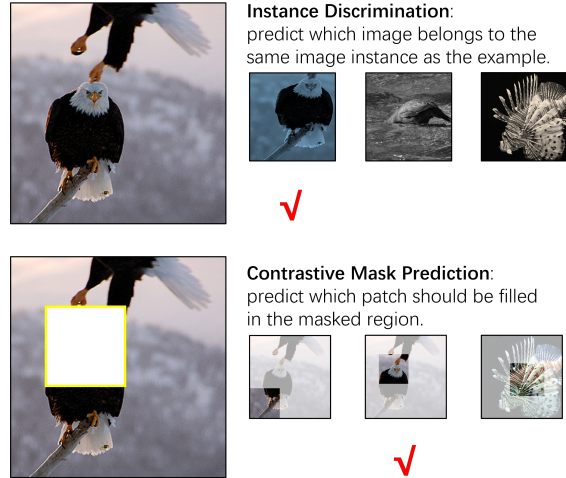 Instance Discrimination:
predict which image belongs to the
same image instance as the example.
√
Contrastive Mask Prediction:
predict which patch should be filled
in the masked region.
√